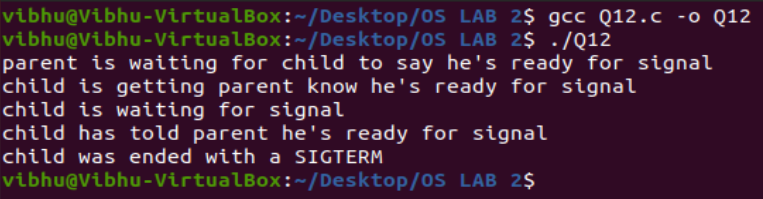 vibhu@Vibhu-VirtualBox:~/Desktop/OS LAB 2$ gcc Q12.c -o Q12
vibhu@Vibhu-VirtualBox:~/Desktop/OS LAB 2$ ./Q12
parent is waiting for child to say he's ready for signal
child is getting parent know he's ready for signal
child is waiting for signal
child has told parent he's ready for signal
child was ended with a SIGTERM
vibhu@Vibhu-VirtualBox:~/Desktop/OS LAB 2$